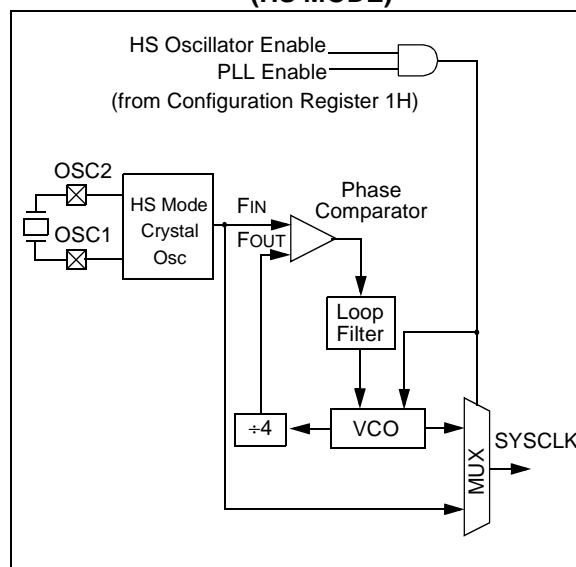 (HS MODE)
HS Oscillator Enable
PLL Enable
(from Configuration Register 1H)
OSC2
OSC1
HS Mode
Crystal
Osc
FIN
FOUT
Phase
Comparator
Loop
Filter
÷4
VCO
MUX
SYSCLK